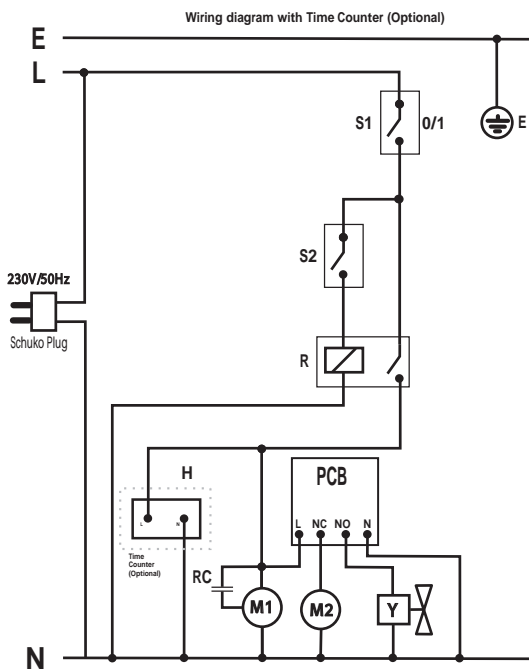 Wiring diagram with Time Counter (Optional)
E
L
S1
0/1
E
S2
230V/50Hz
Schuko Plug
R
H
PCB
L NC NO N
L N
Time
Counter
(Optional)
RC
M1
M2
Y
N